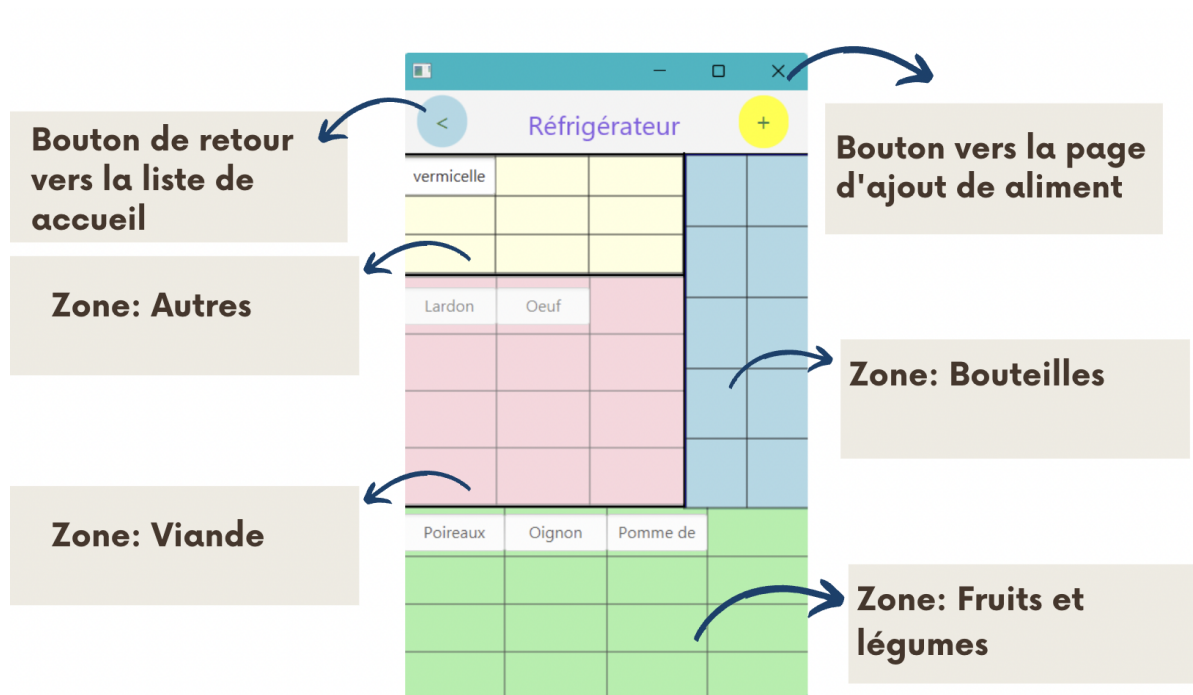 < Réfrigérateur +
Bouton de retour
vers la liste de
accueil
Bouton vers la page
d'ajout de aliment
vermicelle
Zone: Autres
Lardon Oeuf
Zone: Bouteilles
Zone: Viande
Poireaux Oignon Pomme de
Zone: Fruits et
légumes